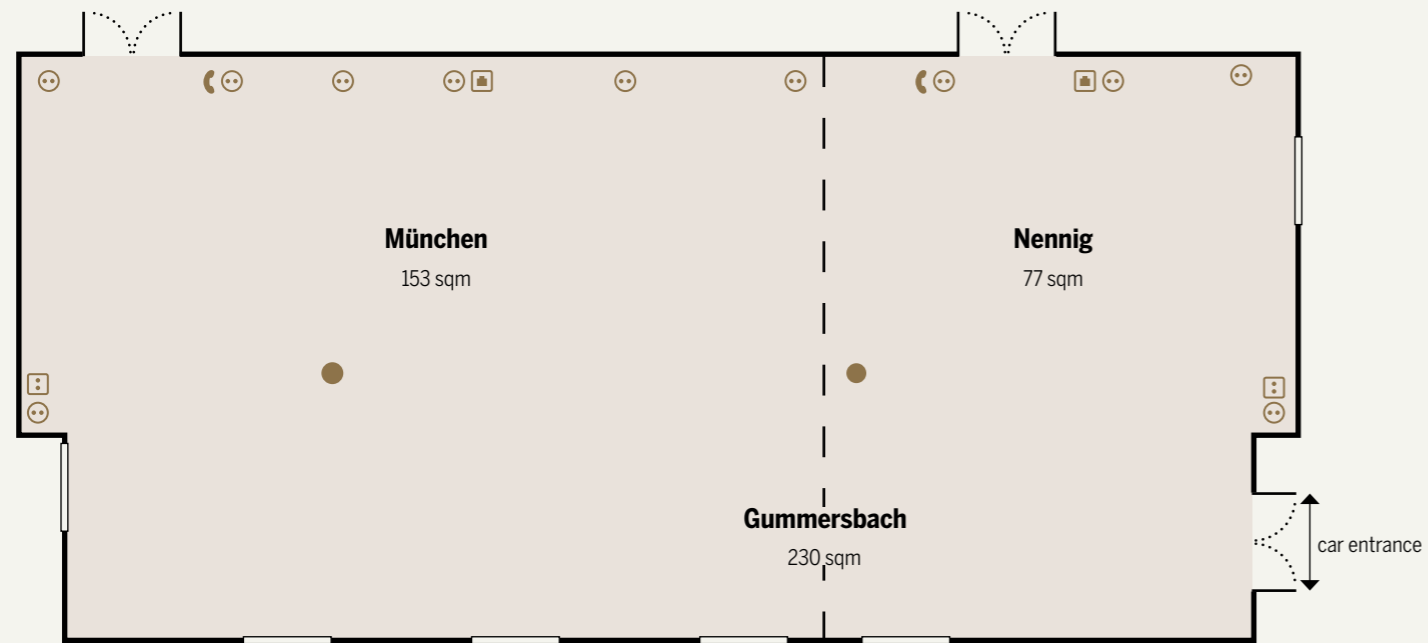 München
153 sqm
Nennig
77 sqm
Gummersbach
230 sqm
car entrance